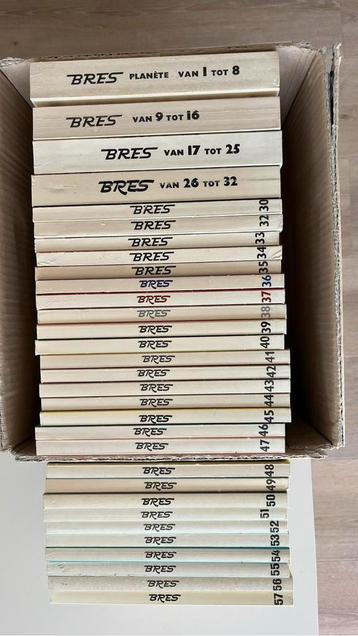 BRES PLANÈTE VAN 1 TOT 8
BRES VAN 9 TOT 16
BRES VAN 17 TOT 25
BRES VAN 26 TOT 32
BRES 30
BRES 32
BRES 33
BRES 34
BRES 35
BRES 36
BRES 37
BRES 38
BRES 39
BRES 40
BRES 41
BRES 42
BRES 43
BRES 44
BRES 45
BRES 46
BRES 47
BRES 48
BRES 49
BRES 50
BRES 51
BRES 52
BRES 53
BRES 54
BRES 55
BRES 56
BRES 57